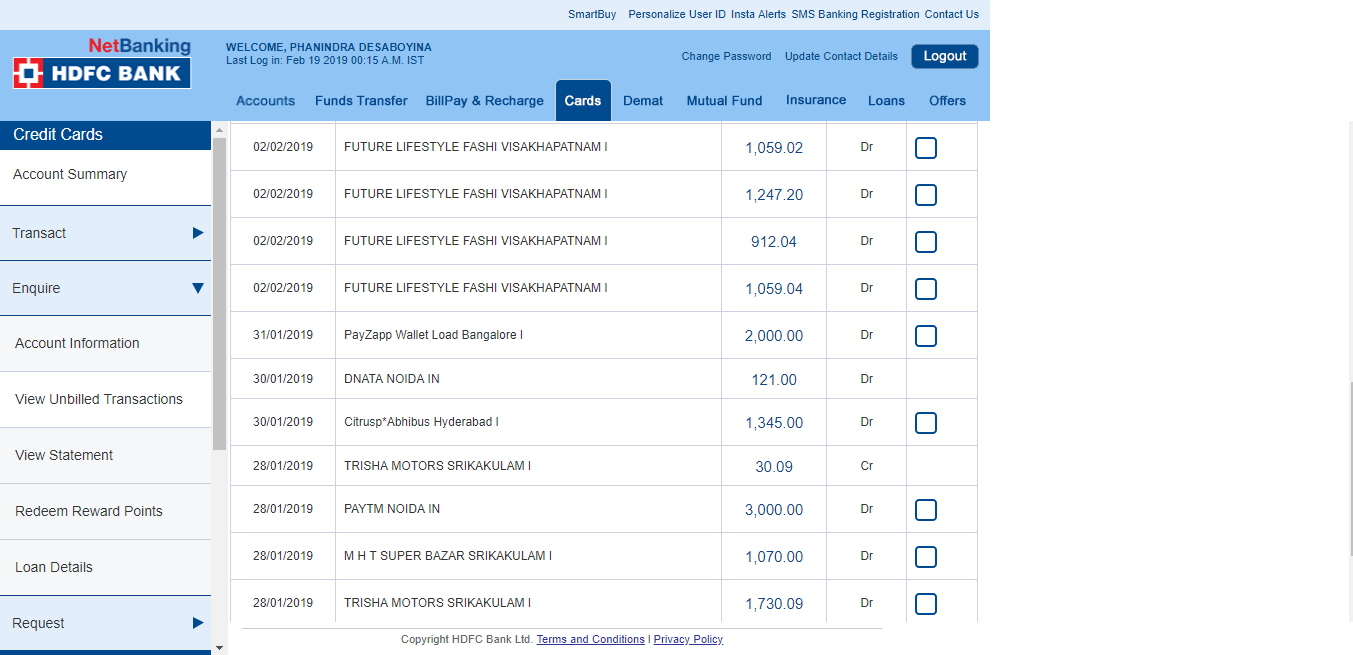 SmartBuy Personalize User ID Insta Alerts SMS Banking Registration Contact Us
NetBanking
HDFC BANK
WELCOME, PHANINDRA DESABOYINA
Last Log in: Feb 19 2019 00:15 A.M. IST
Change Password Update Contact Details Logout
Accounts Funds Transfer BillPay & Recharge Cards Demat Mutual Fund Insurance Loans Offers
Credit Cards
Account Summary
Transact
Enquire
Account Information
View Unbilled Transactions
View Statement
Redeem Reward Points
Loan Details
Request
02/02/2019 FUTURE LIFESTYLE FASHI VISAKHAPATNAM I 1,059.02 Dr
02/02/2019 FUTURE LIFESTYLE FASHI VISAKHAPATNAM I 1,247.20 Dr
02/02/2019 FUTURE LIFESTYLE FASHI VISAKHAPATNAM I 912.04 Dr
02/02/2019 FUTURE LIFESTYLE FASHI VISAKHAPATNAM I 1,059.04 Dr
31/01/2019 PayZapp Wallet Load Bangalore I 2,000.00 Dr
30/01/2019 DNATA NOIDA IN 121.00 Dr
30/01/2019 Citrusp*Abhibus Hyderabad I 1,345.00 Dr
28/01/2019 TRISHA MOTORS SRIKAKULAM I 30.09 Cr
28/01/2019 PAYTM NOIDA IN 3,000.00 Dr
28/01/2019 M H T SUPER BAZAR SRIKAKULAM I 1,070.00 Dr
28/01/2019 TRISHA MOTORS SRIKAKULAM I 1,730.09 Dr
Copyright HDFC Bank Ltd. Terms and Conditions I Privacy Policy